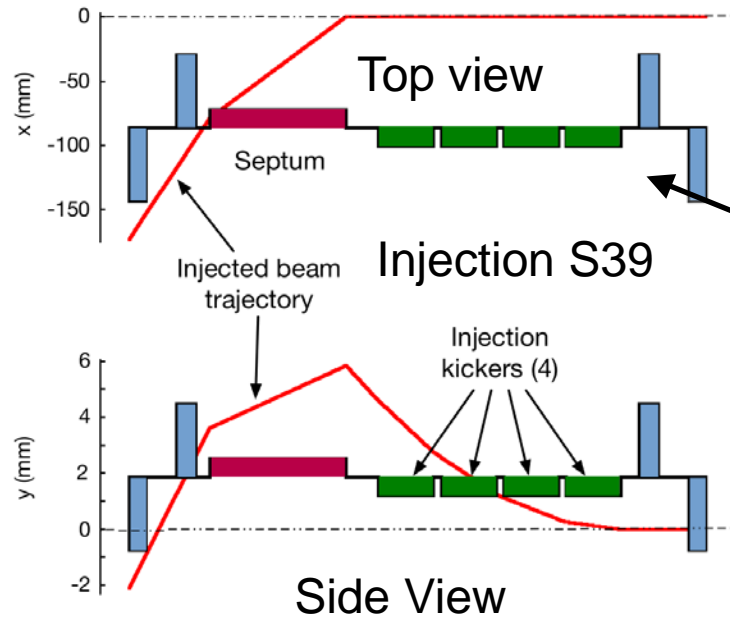 0
-50
-100
-150
x (mm)
Top view
Septum
Injected beam
trajectory
Injection S39
6
4
2
0
-2
y (mm)
Injection
kickers (4)
Side View